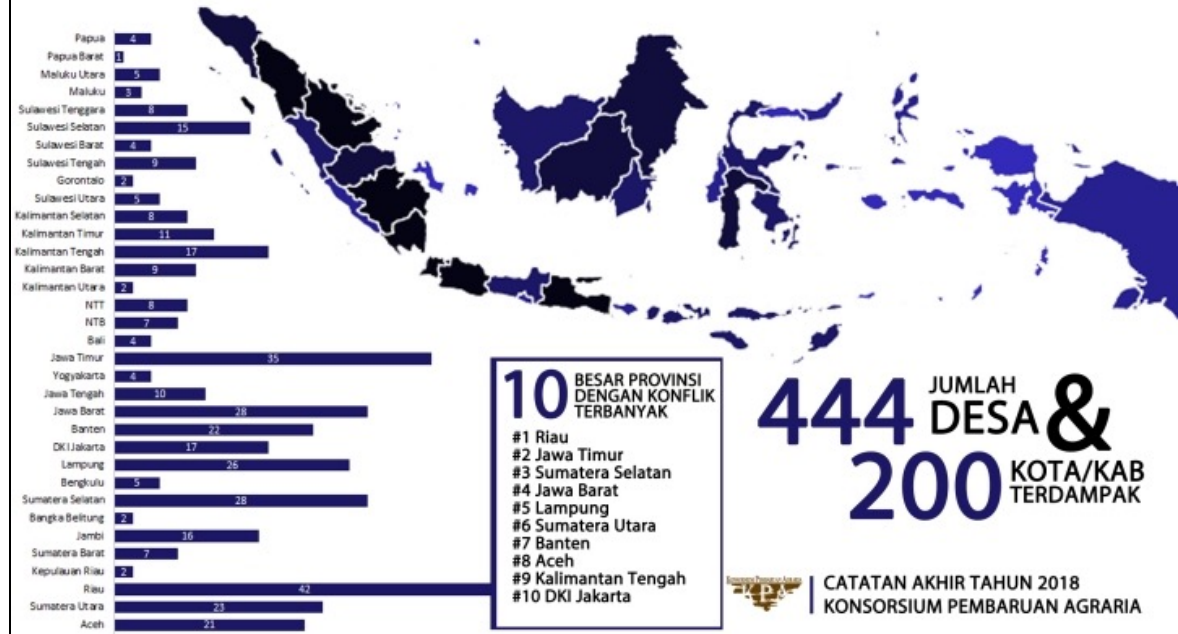 Papua 4
Papua Barat 1
Maluku Utara 5
Maluku 3
Sulawesi Tenggara 8
Sulawesi Selatan 15
Sulawesi Barat 4
Sulawesi Tengah 9
Gorontalo 2
Sulawesi Utara 5
Kalimantan Selatan 8
Kalimantan Timur 11
Kalimantan Tengah 17
Kalimantan Barat 9
Kalimantan Utara 2
NTT 8
NTB 7
Bali 4
Jawa Timur 35
Yogyakarta 4
Jawa Tengah 10
Jawa Barat 28
Banten 22
DKI Jakarta 17
Lampung 26
Bengkulu 5
Sumatera Selatan 28
Bangka Belitung 2
Jambi 16
Sumatera Barat 7
Kepulauan Riau 2
Riau 42
Sumatera Utara 23
Aceh 21
10 BESAR PROVINSI
DENGAN KONFLIK
TERBANYAK
#1 Riau
#2 Jawa Timur
#3 Sumatera Selatan
#4 Jawa Barat
#5 Lampung
#6 Sumatera Utara
#7 Banten
#8 Aceh
#9 Kalimantan Tengah
#10 DKI Jakarta
444 JUMLAH
DESA &
200 KOTA/KAB
TERDAMPAK
KONSORSIUM PEMBARUAN AGRARIA
KPA
CATATAN AKHIR TAHUN 2018
KONSORSIUM PEMBARUAN AGRARIA